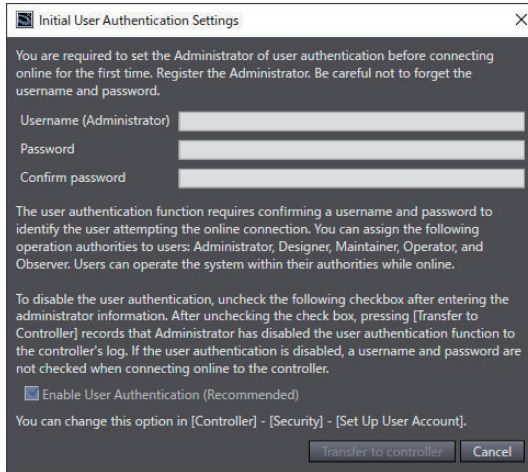 Initial User Authentication Settings
You are required to set the Administrator of user authentication before connecting
online for the first time. Register the Administrator. Be careful not to forget the
username and password.
Username (Administrator)
Password
Confirm password
The user authentication function requires confirming a username and password to
identify the user attempting the online connection. You can assign the following
operation authorities to users: Administrator, Designer, Maintainer, Operator, and
Observer. Users can operate the system within their authorities while online.
To disable the user authentication, uncheck the following checkbox after entering the
administrator information. After unchecking the check box, pressing [Transfer to
Controller] records that Administrator has disabled the user authentication function to
the controller's log. If the user authentication is disabled, a username and password are
not checked when connecting online to the controller.
Enable User Authentication (Recommended)
You can change this option in [Controller] - [Security] - [Set Up User Account].
Transfer to controller Cancel